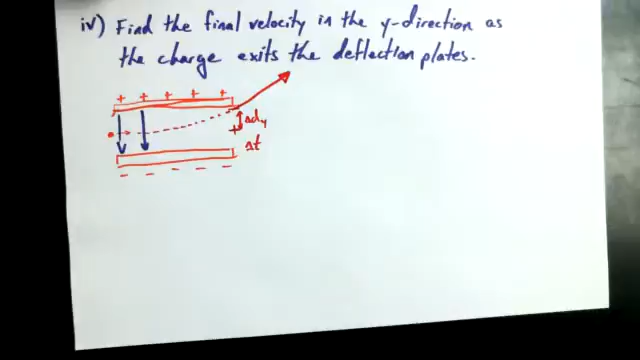 iv) Find the final velocity in the y-direction as
the charge exits the deflection plates.
+ + + + +
Δdy
Δt
- - - - - -